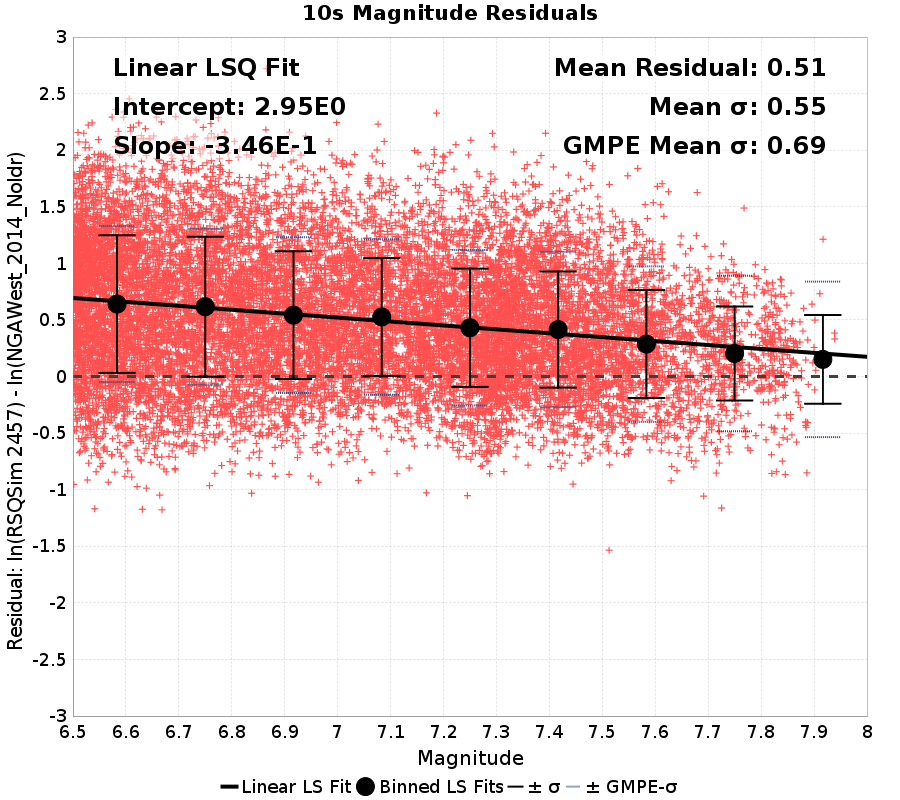 10s Magnitude Residuals
Linear LSQ Fit
Intercept: 2.95E0
Slope: -3.46E-1
Mean Residual: 0.51
Mean σ: 0.55
GMPE Mean σ: 0.69
Residual: ln(RSQSim 2457) - ln(NGAWest_2014_NoIdr)
3
2.5
2
1.5
1
0.5
0
-0.5
-1
-1.5
-2
-2.5
-3
6.5 6.6 6.7 6.8 6.9 7 7.1 7.2 7.3 7.4 7.5 7.6 7.7 7.8 7.9 8
Magnitude
Linear LS Fit Binned LS Fits ± σ ± GMPE-σ